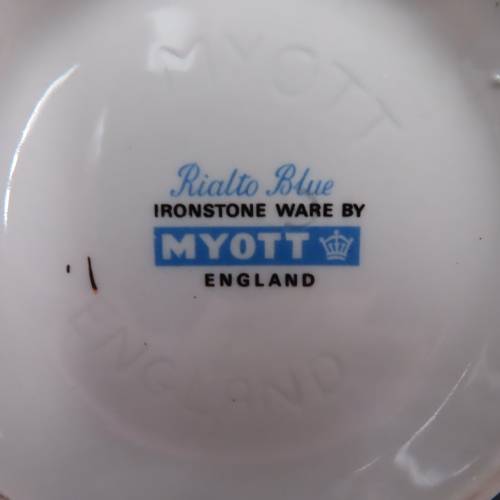 MYOTT
Rialto Blue
IRONSTONE WARE BY
MYOTT
ENGLAND
ENGLAND